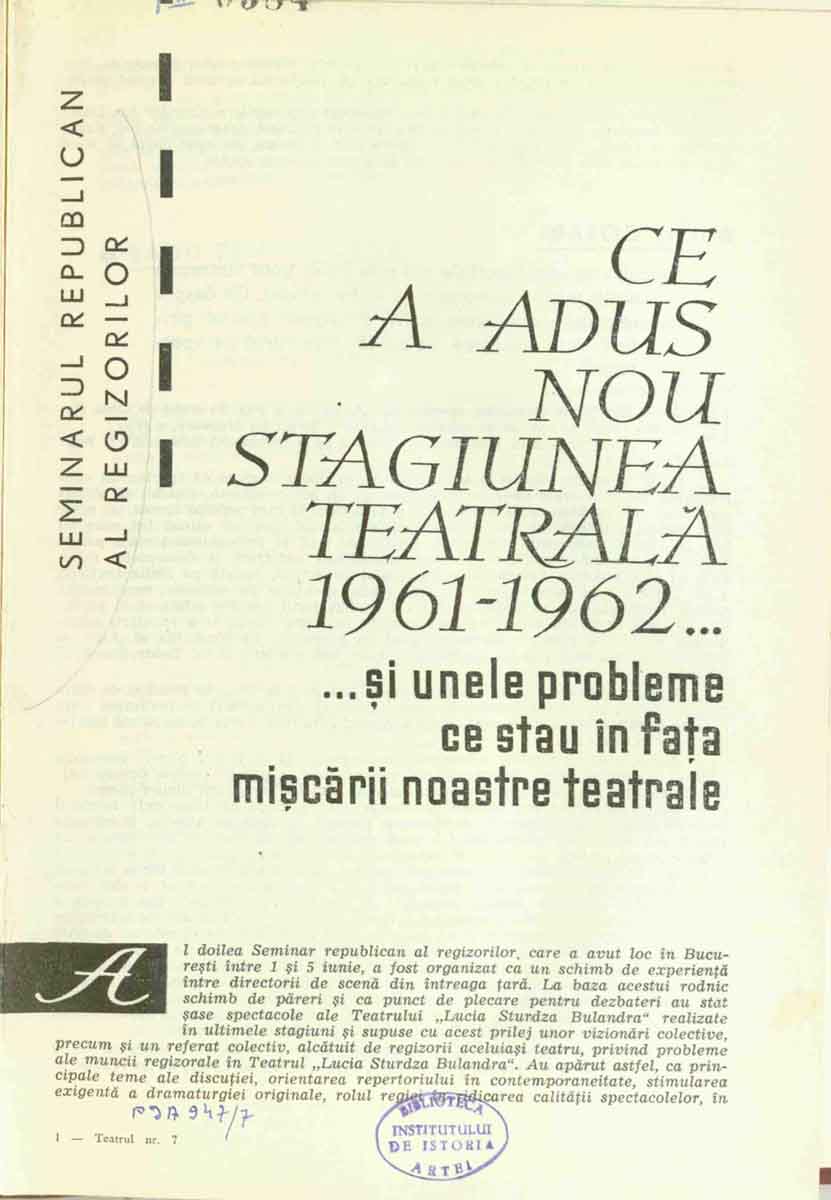 SEMINARUL REPUBLICAN
AL REGIZORILOR
CE
A ADUS
NOU
STAGIUNEA
TEATRALĂ
1961-1962...
...și unele probleme
ce stau în fața
mișcării noastre teatrale
Al doilea Seminar republican al regizorilor, care a avut loc în Bucu-
rești între 1 și 5 iunie, a fost organizat ca un schimb de experiență
între directorii de scenă din întreaga țară. La baza acestui rodnic
schimb de păreri și ca punct de plecare pentru dezbateri au stat
șase spectacole ale Teatrului „Lucia Sturdza Bulandra“ realizate
în ultimele stagiuni și supuse cu acest prilej unor vizionări colective,
precum și un referat colectiv, alcătuit de regizorii aceluiași teatru, privind probleme
ale muncii regizorale în Teatrul „Lucia Sturdza Bulandra“. Au apărut astfel, ca prin-
cipale teme ale discuției, orientarea repertoriului în contemporaneitate, stimularea
exigentă a dramaturgiei originale, rolul regiei în ridicarea calității spectacolelor, în
1 — Teatrul nr. 7
BIBLIOTECA
INSTITUTULUI
DE ISTORIA
ARTEI